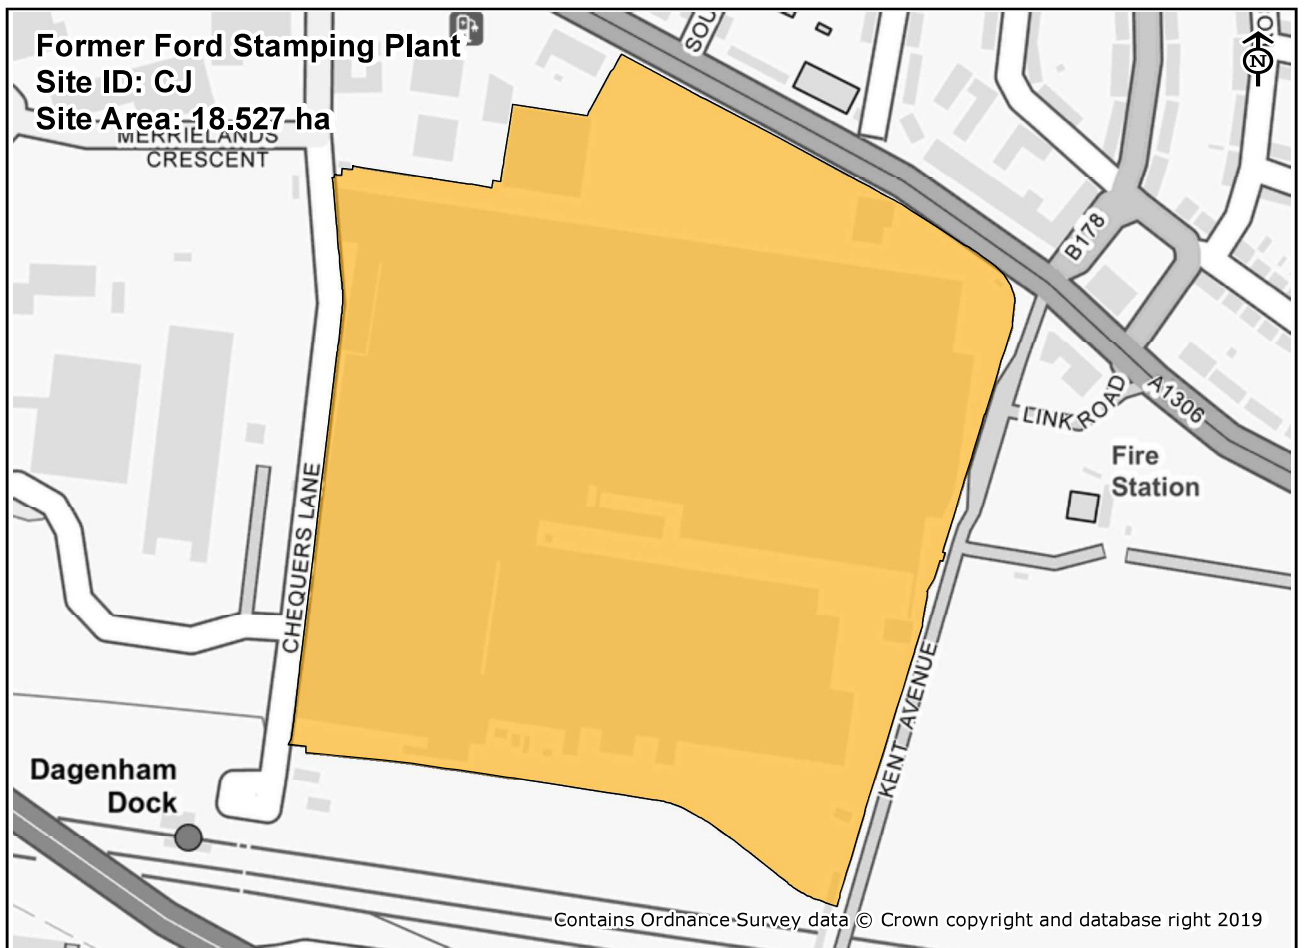 Former Ford Stamping Plant
Site ID: CJ
Site Area: 18.527 ha
SOU
N
MERRIELANDS
CRESCENT
B178
A1306
LINK ROAD
Fire
Station
CHEQUERS LANE
KENT AVENUE
Dagenham
Dock
Contains Ordnance Survey data © Crown copyright and database right 2019